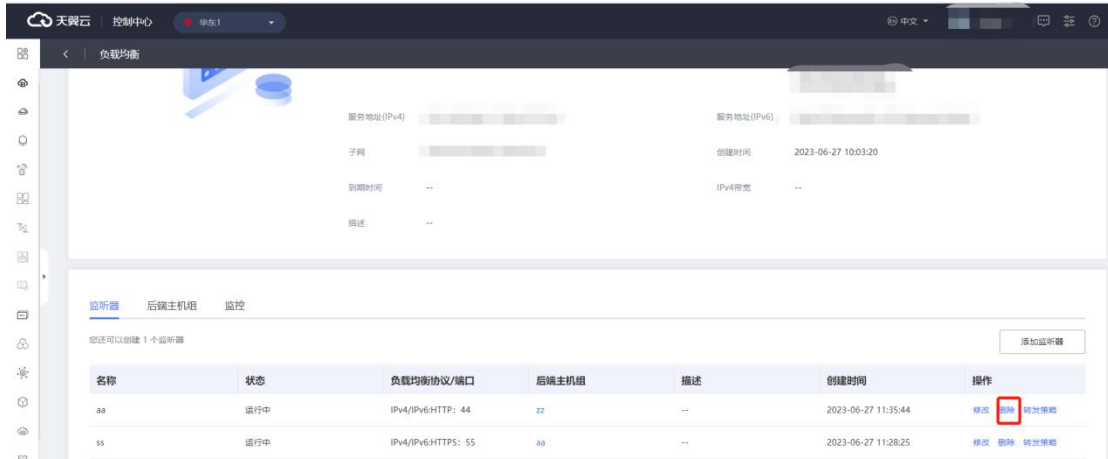 天翼云 控制中心 华东1 中文
负载均衡
服务地址(IPv4) 服务地址(IPv6)
子网 创建时间 2023-06-27 10:03:20
到期时间 -- IPv4带宽 --
描述 --
监听器 后端主机组 监控
您还可以创建 1 个监听器 添加监听器
名称 状态 负载均衡协议/端口 后端主机组 描述 创建时间 操作
aa 运行中 IPv4/IPv6:HTTP: 44 zz -- 2023-06-27 11:35:44 修改 删除 转发策略
ss 运行中 IPv4/IPv6:HTTPS: 55 aa -- 2023-06-27 11:28:25 修改 删除 转发策略